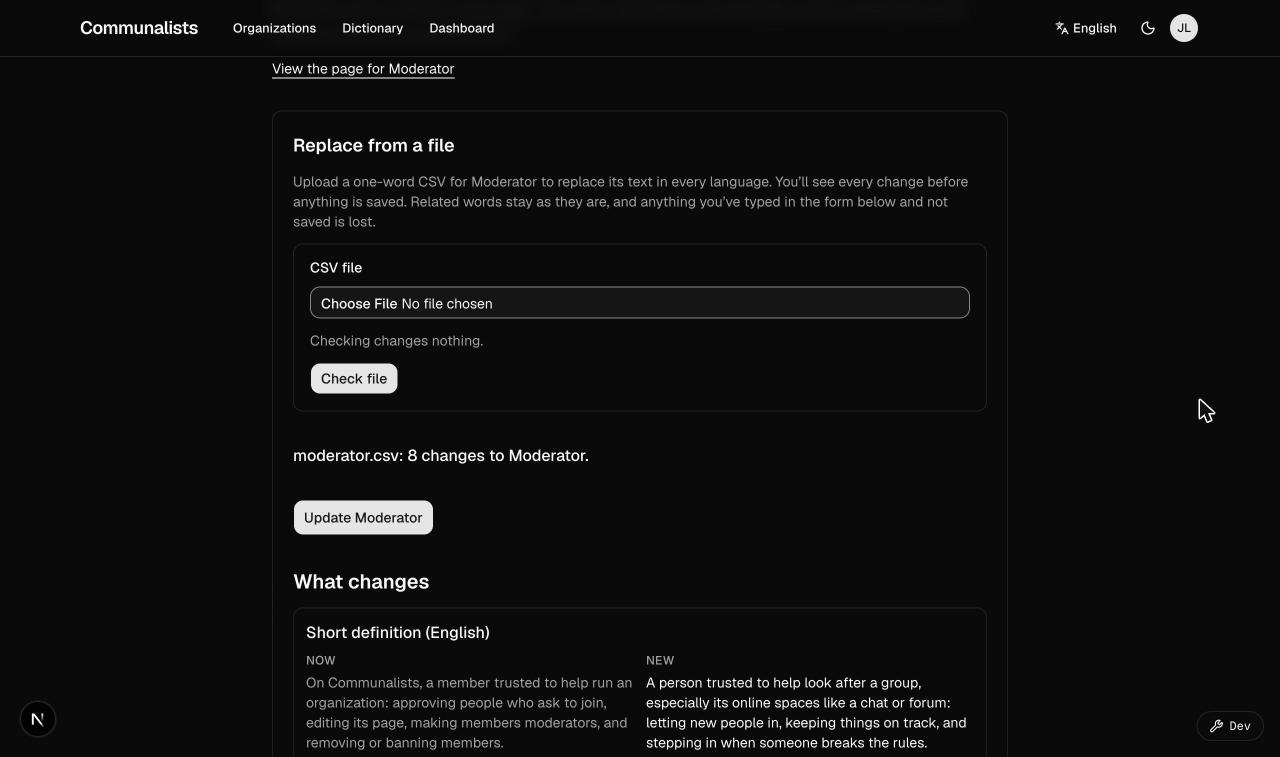 Communalists
Organizations
Dictionary
Dashboard
English
JL
View the page for Moderator
Replace from a file
Upload a one-word CSV for Moderator to replace its text in every language. You’ll see every change before
anything is saved. Related words stay as they are, and anything you’ve typed in the form below and not
saved is lost.
CSV file
Choose File No file chosen
Checking changes nothing.
Check file
moderator.csv: 8 changes to Moderator.
Update Moderator
What changes
Short definition (English)
NOW
On Communalists, a member trusted to help run an
organization: approving people who ask to join,
editing its page, making members moderators, and
removing or banning members.
NEW
A person trusted to help look after a group,
especially its online spaces like a chat or forum:
letting new people in, keeping things on track, and
stepping in when someone breaks the rules.
N
Dev